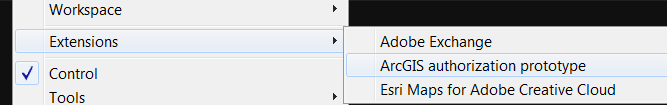 Workspace
Extensions
Adobe Exchange
ArcGIS authorization prototype
Esri Maps for Adobe Creative Cloud
Control
Tools